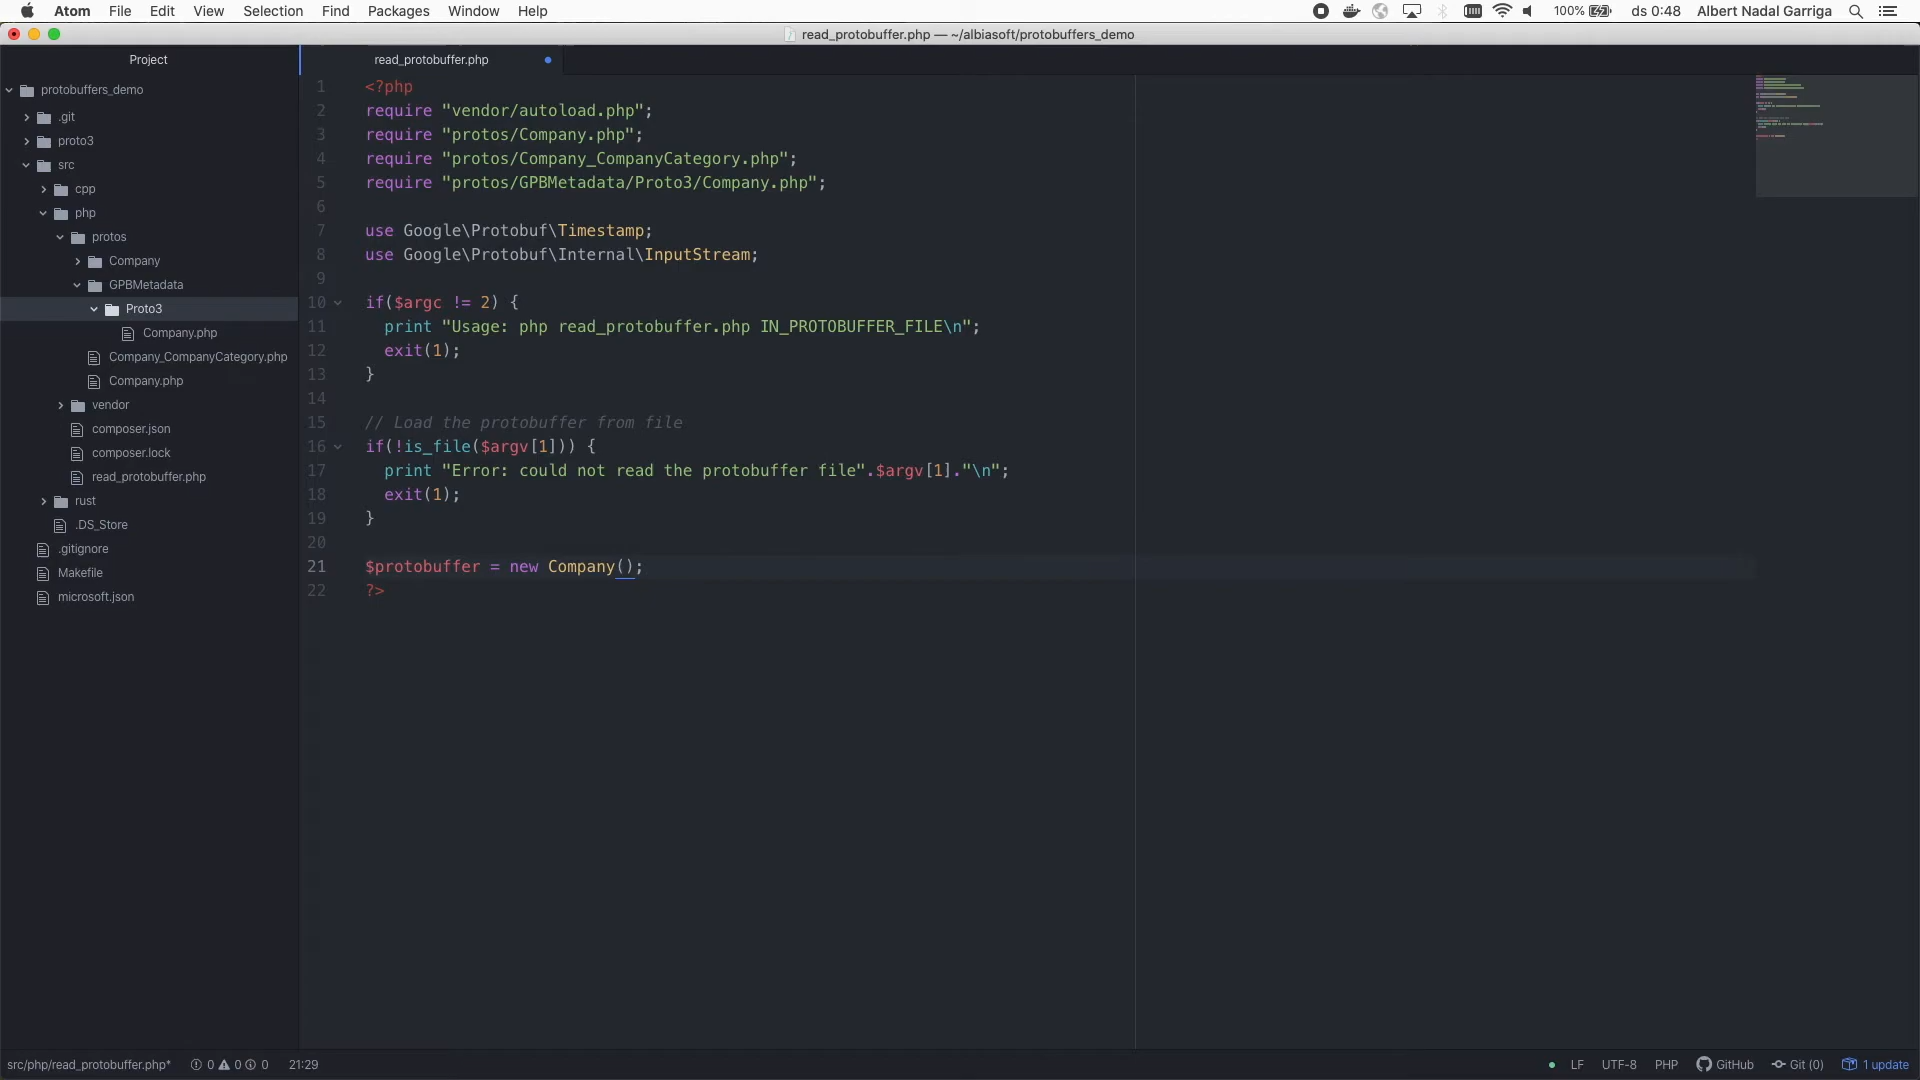 Atom File Edit View Selection Find Packages Window Help 100% ds 0:48 Albert Nadal Garriga
read_protobuffer.php — ~/albiasoft/protobuffers_demo
Project
protobuffers_demo
.git
proto3
src
cpp
php
protos
Company
GPBMetadata
Proto3
Company.php
Company_CompanyCategory.php
Company.php
vendor
composer.json
composer.lock
read_protobuffer.php
rust
.DS_Store
.gitignore
Makefile
microsoft.json
read_protobuffer.php
1 <?php
2 require "vendor/autoload.php";
3 require "protos/Company.php";
4 require "protos/Company_CompanyCategory.php";
5 require "protos/GPBMetadata/Proto3/Company.php";
6
7 use Google\Protobuf\Timestamp;
8 use Google\Protobuf\Internal\InputStream;
9
10 if($argc != 2) {
11 print "Usage: php read_protobuffer.php IN_PROTOBUFFER_FILE\n";
12 exit(1);
13 }
14
15 // Load the protobuffer from file
16 if(!is_file($argv[1])) {
17 print "Error: could not read the protobuffer file".$argv[1]."\n";
18 exit(1);
19 }
20
21 $protobuffer = new Company();
22 ?>
src/php/read_protobuffer.php* 0 0 0 21:29 LF UTF-8 PHP GitHub Git (0) 1 update